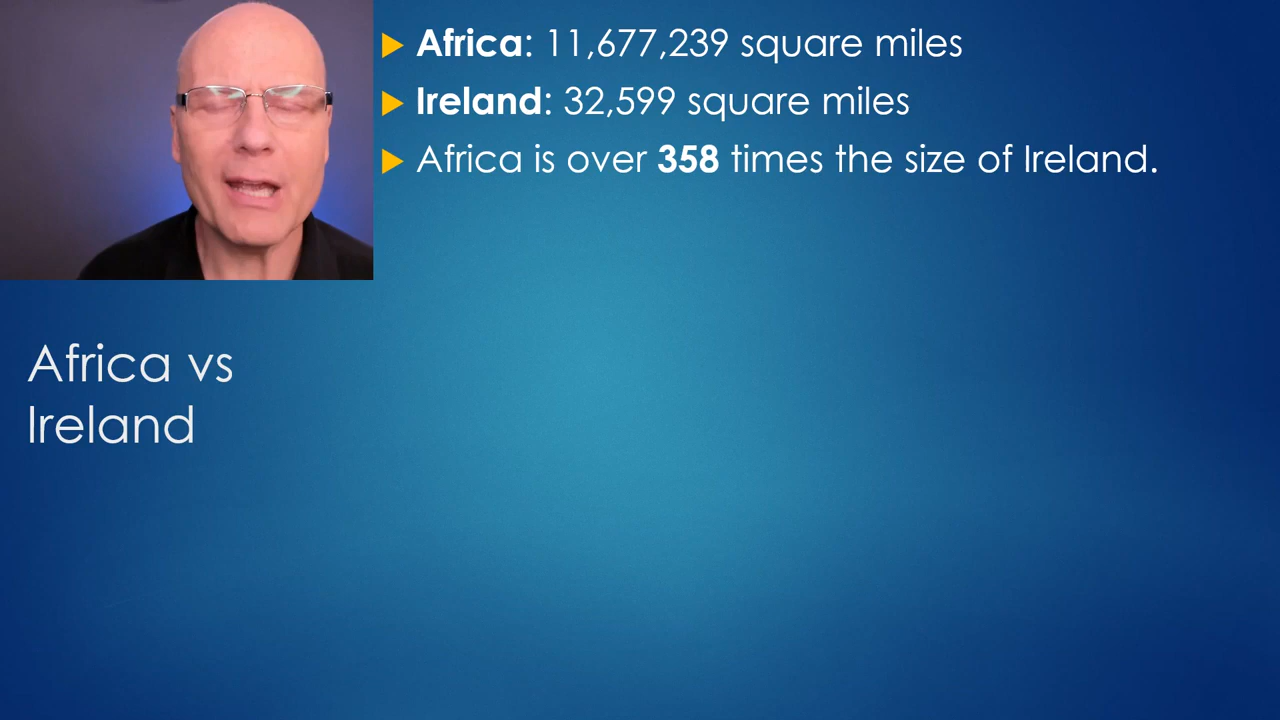 Africa: 11,677,239 square miles
Ireland: 32,599 square miles
Africa is over 358 times the size of Ireland.
Africa vs
Ireland